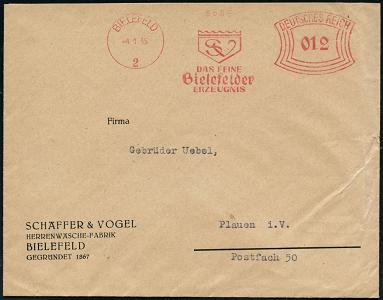 BIELEFELD
2
DAS FEINE
Bielefelder
ERZEUGNIS
DEUTSCHES REICH
012
Firma
Gebrüder Uebel,
SCHÄFFER & VOGEL
HERRENWÄSCHE-FABRIK
BIELEFELD
GEGRÜNDET 1867
Plauen i.V.
Postfach 50